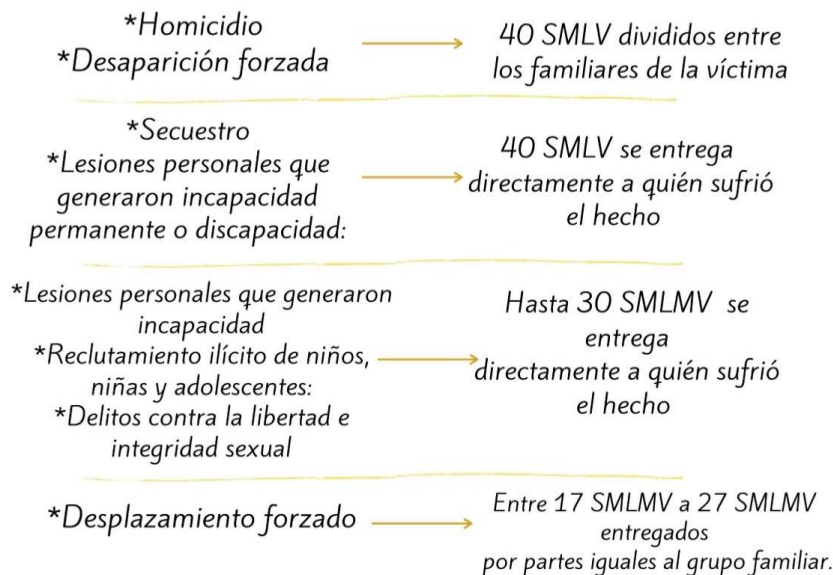 *Homicidio
*Desaparición forzada
40 SMLV divididos entre
los familiares de la víctima
*Secuestro
*Lesiones personales que
generaron incapacidad
permanente o discapacidad:
40 SMLV se entrega
directamente a quién sufrió
el hecho
*Lesiones personales que generaron
incapacidad
*Reclutamiento ilícito de niños,
niñas y adolescentes:
*Delitos contra la libertad e
integridad sexual
Hasta 30 SMLMV se
entrega
directamente a quién sufrió
el hecho
*Desplazamiento forzado
Entre 17 SMLMV a 27 SMLMV
entregados
por partes iguales al grupo familiar.